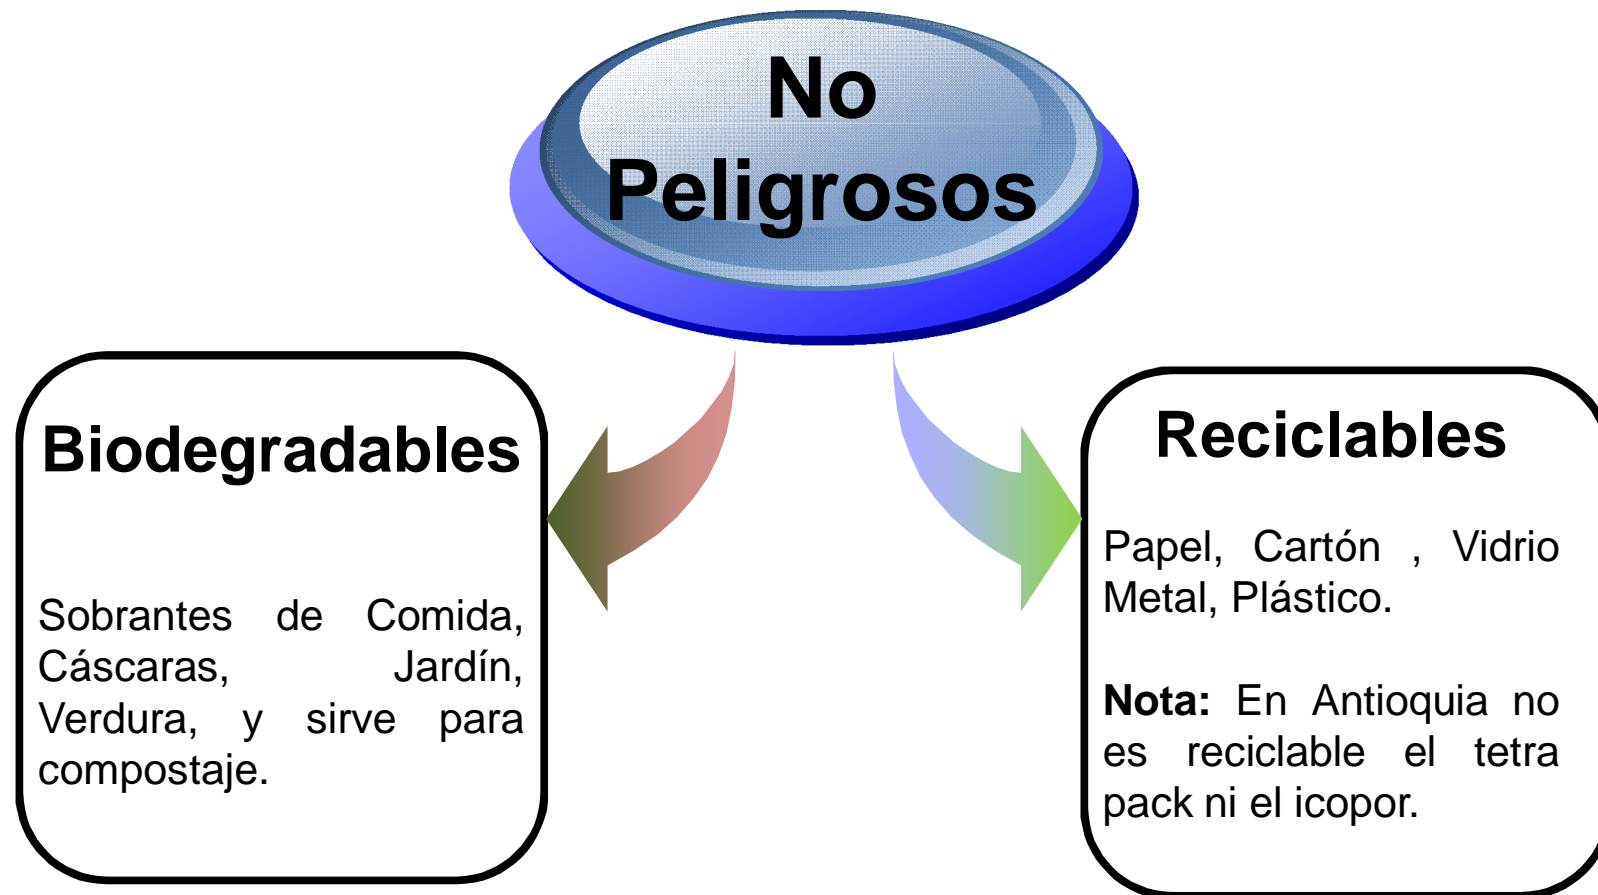 No
Peligrosos
Biodegradables
Sobrantes de Comida,
Cáscaras, Jardín,
Verdura, y sirve para
compostaje.
Reciclables
Papel, Cartón , Vidrio
Metal, Plástico.
Nota: En Antioquia no
es reciclable el tetra
pack ni el icopor.